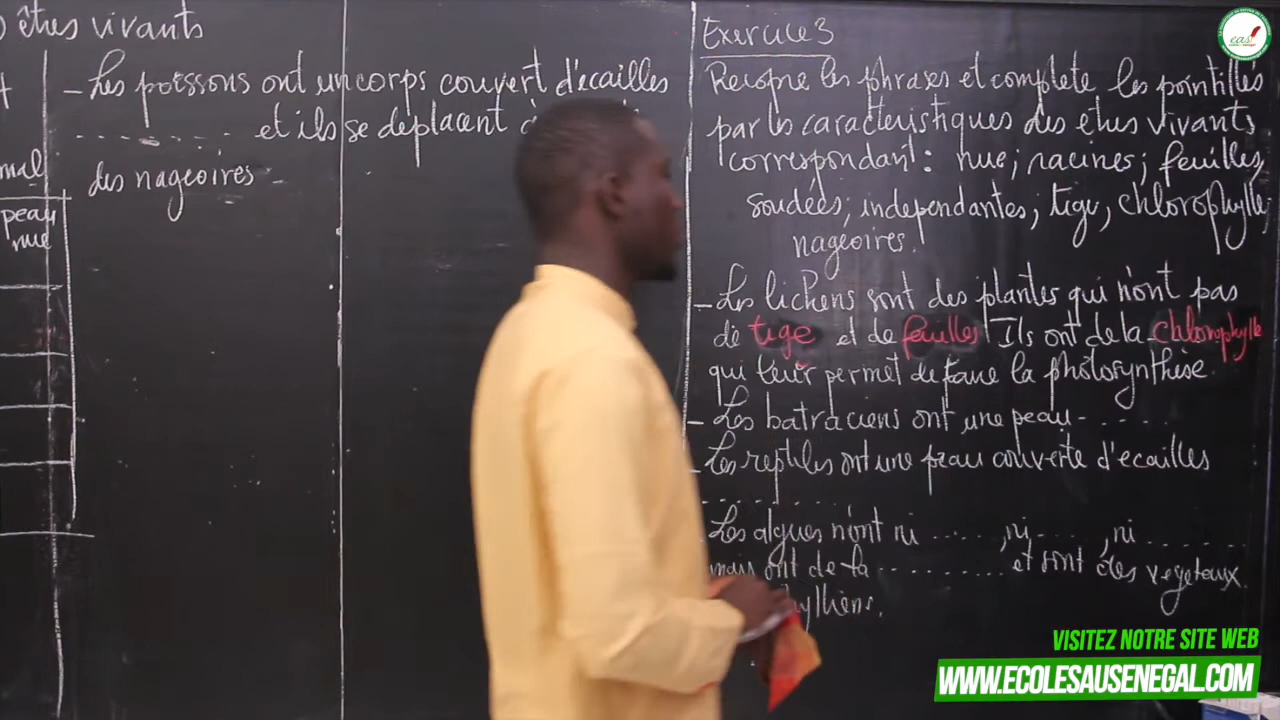 êtres vivants
mal
peau
nue
- Les poissons ont un corps couvert d'écailles
.......... et ils se déplacent à
des nageoires -
Exercice 3
Recopie les phrases et complète les pointillés
par les caractéristiques des êtres vivants
correspondant : nue ; racines ; feuilles,
soudées ; indépendantes, tige, chlorophylle,
nageoires.
- Les lichens sont des plantes qui n'ont pas
de tige et de feuilles. Ils ont de la chlorophylle
qui leur permet de faire la photosynthèse.
- Les batraciens ont une peau - . . . . .
- Les reptiles ont une peau couverte d'écailles
..........
- Les algues n'ont ni ......, ni ...... , ni .......
mais ont de la .......... et sont des végétaux
hylliens.
eas
VISITEZ NOTRE SITE WEB
WWW.ECOLESAUSENEGAL.COM